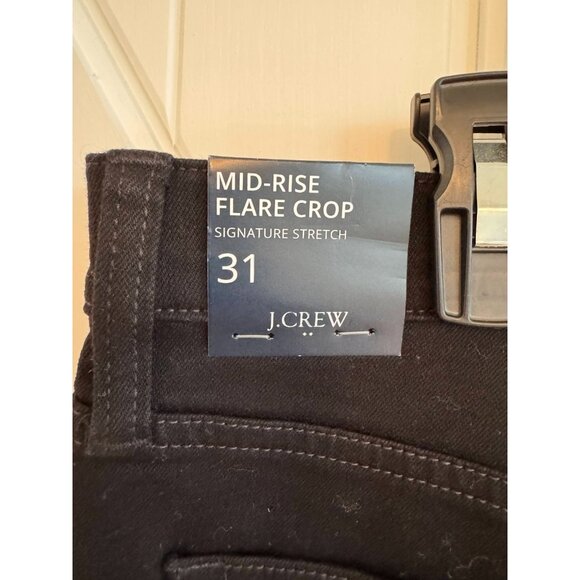 MID-RISE
FLARE CROP
SIGNATURE STRETCH
31
J.CREW